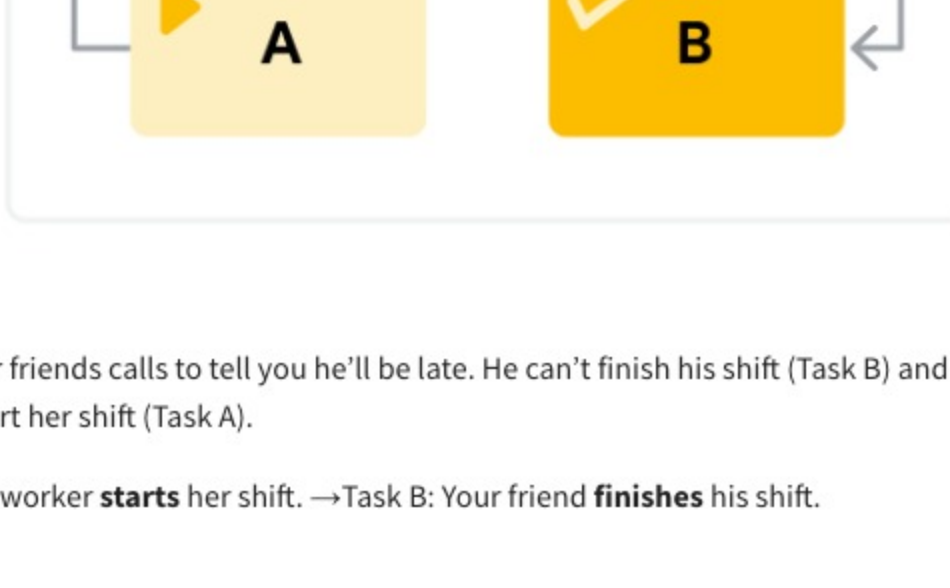 A B
friends calls to tell you he’ll be late. He can’t finish his shift (Task B) and
rt her shift (Task A).
worker starts her shift. →Task B: Your friend finishes his shift.